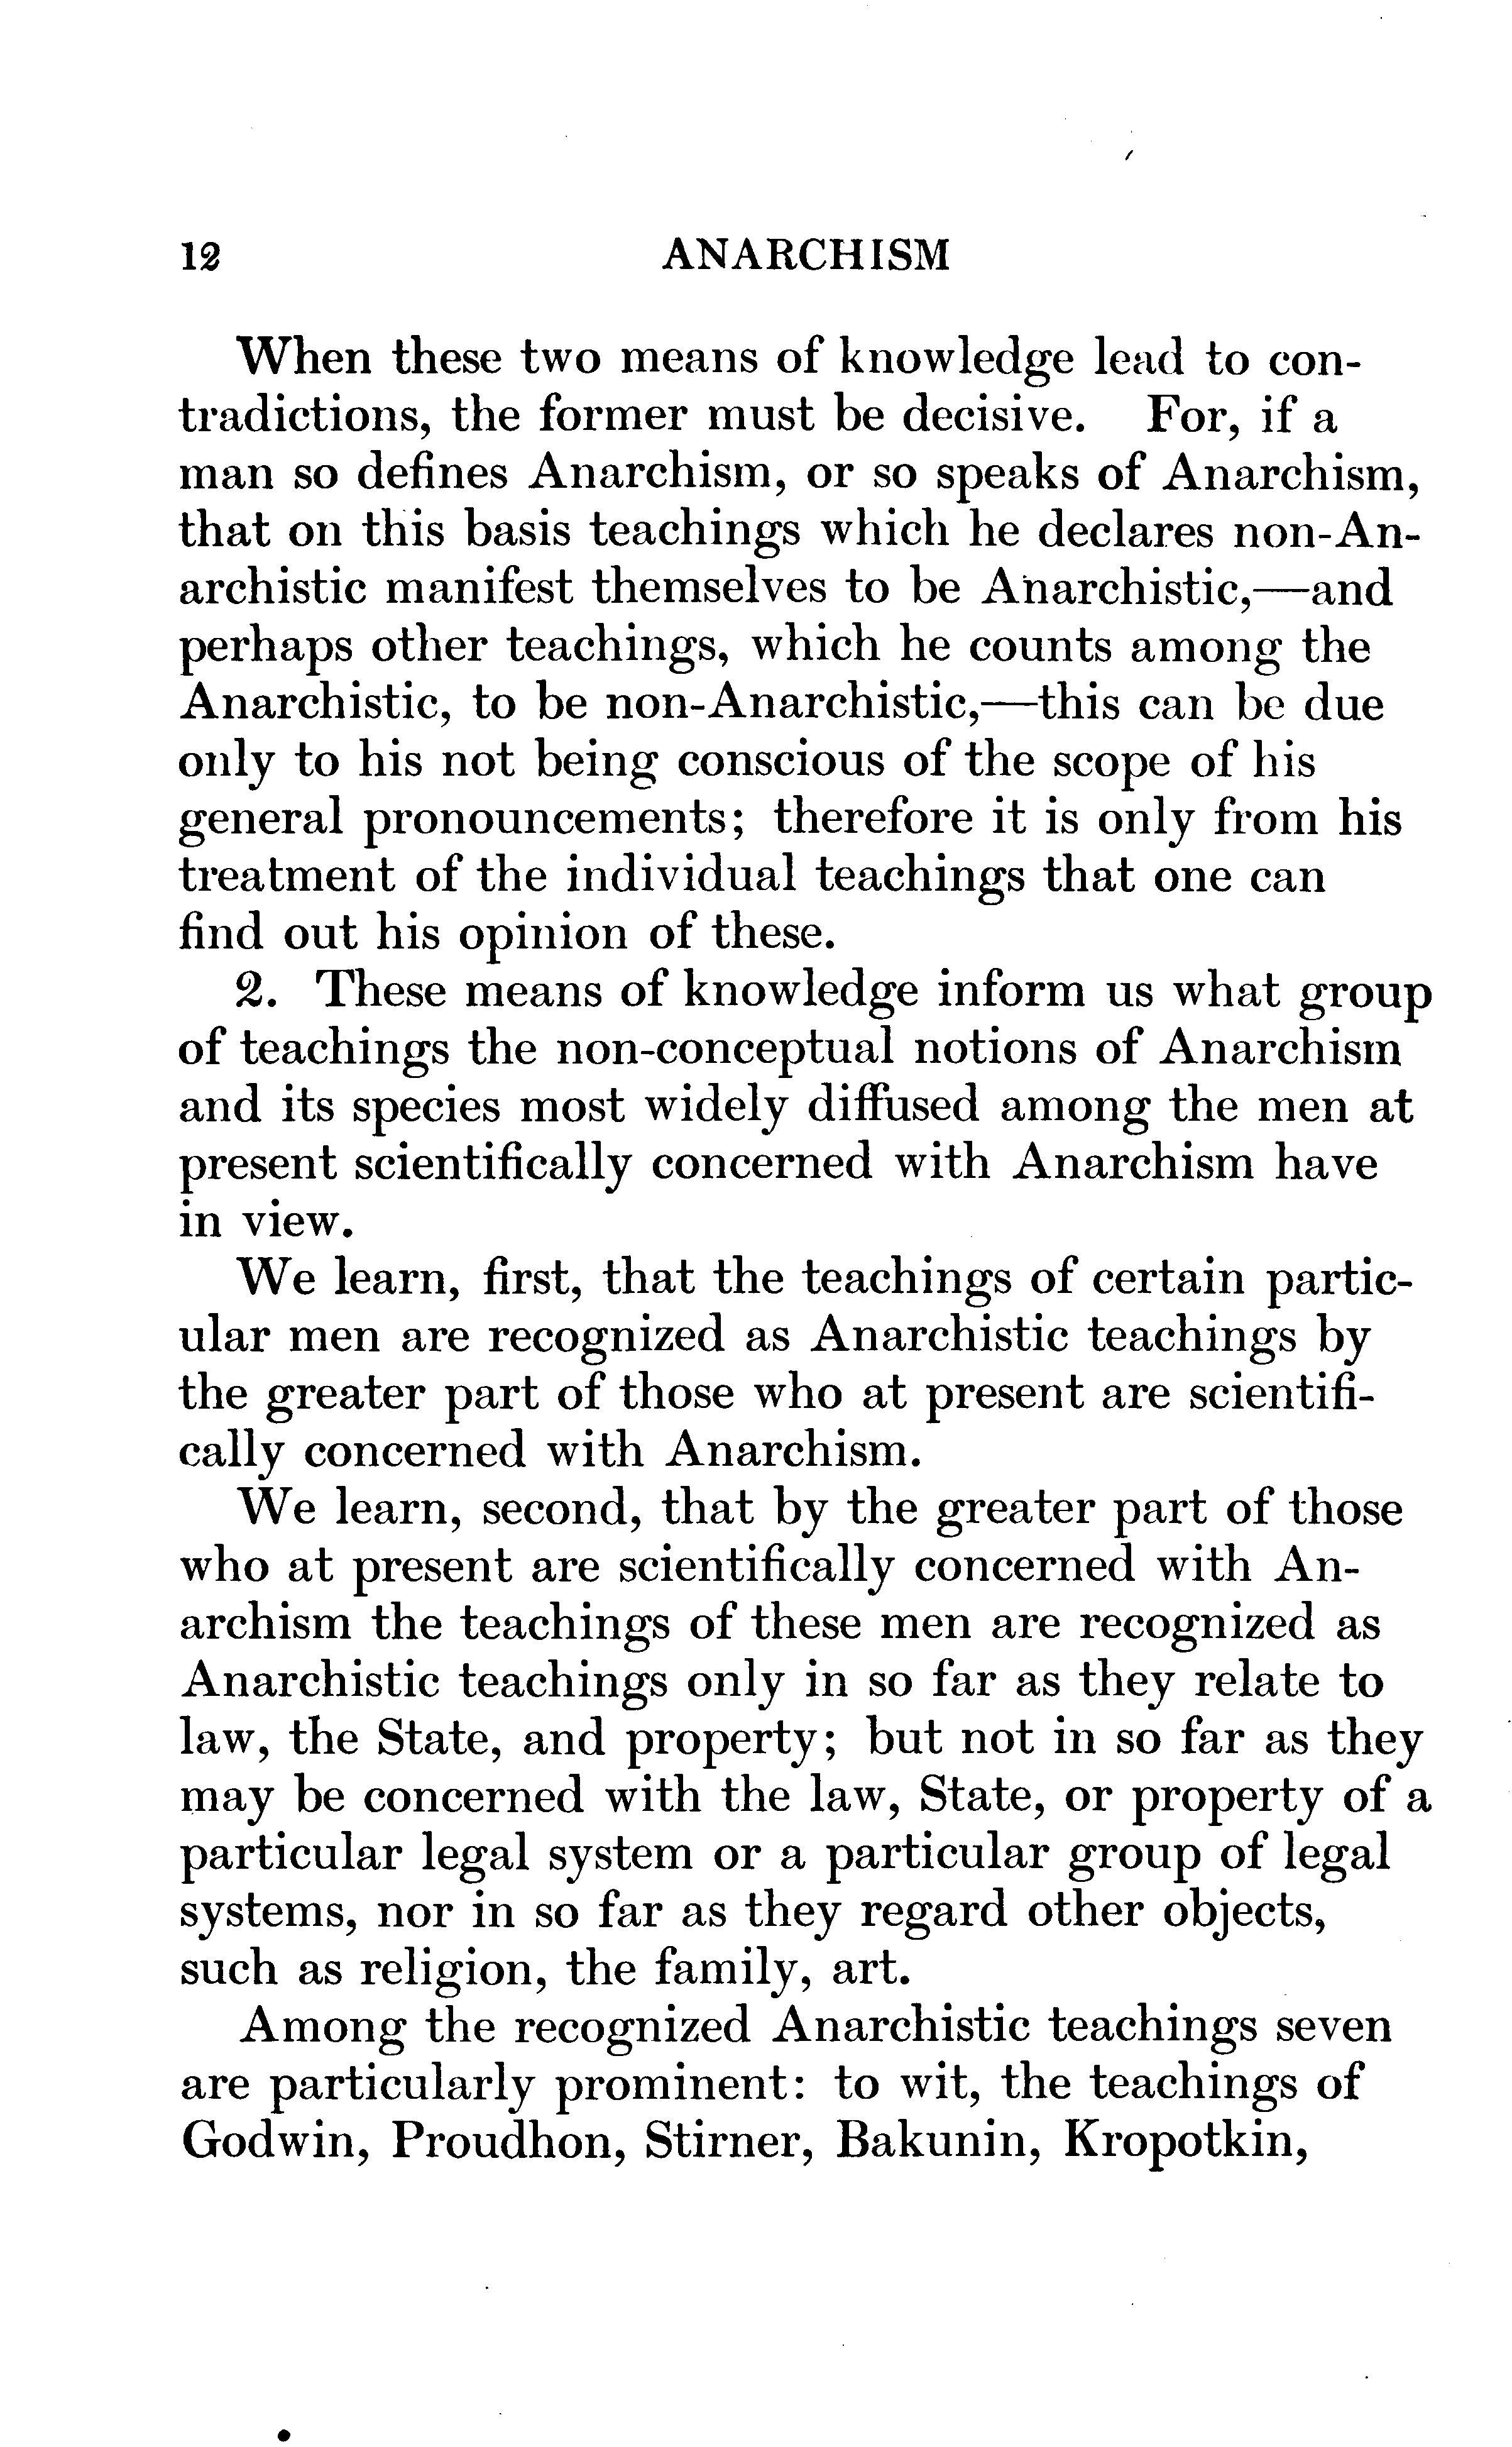 12 ANARCHISM
When these two means of knowledge lead to con-
tradictions, the former must be decisive. For, if a
man so defines Anarchism, or so speaks of Anarchism,
that on this basis teachings which he declares non-An-
archistic manifest themselves to be Anarchistic,—and
perhaps other teachings, which he counts among the
Anarchistic, to be non-Anarchistic,—this can be due
only to his not being conscious of the scope of his
general pronouncements; therefore it is only from his
treatment of the individual teachings that one can
find out his opinion of these.
2. These means of knowledge inform us what group
of teachings the non-conceptual notions of Anarchism
and its species most widely diffused among the men at
present scientifically concerned with Anarchism have
in view.
We learn, first, that the teachings of certain partic-
ular men are recognized as Anarchistic teachings by
the greater part of those who at present are scientifi-
cally concerned with Anarchism.
We learn, second, that by the greater part of those
who at present are scientifically concerned with An-
archism the teachings of these men are recognized as
Anarchistic teachings only in so far as they relate to
law, the State, and property; but not in so far as they
may be concerned with the law, State, or property of a
particular legal system or a particular group of legal
systems, nor in so far as they regard other objects,
such as religion, the family, art.
Among the recognized Anarchistic teachings seven
are particularly prominent: to wit, the teachings of
Godwin, Proudhon, Stirner, Bakunin, Kropotkin,